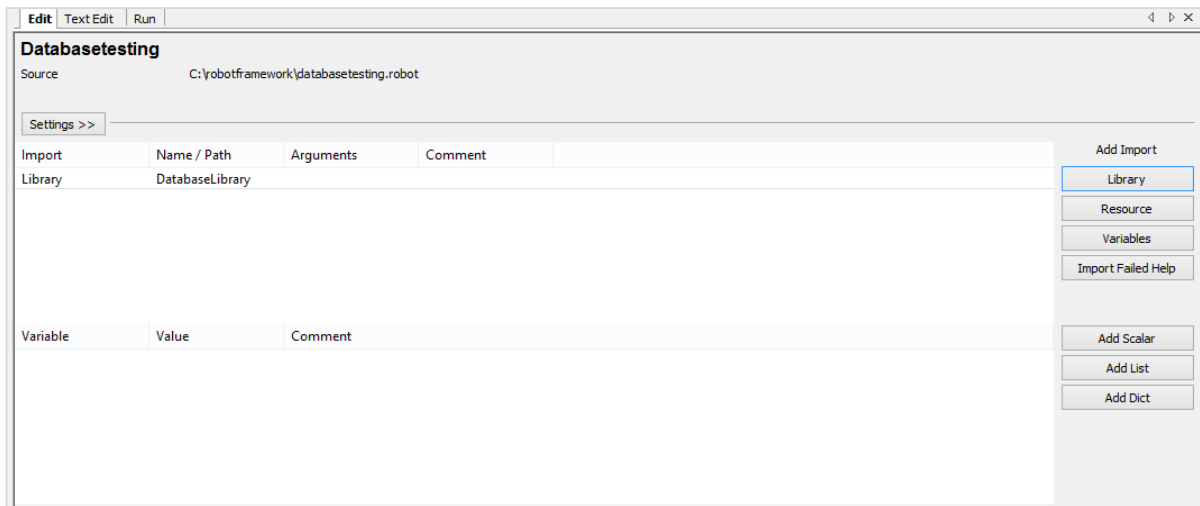 Edit Text Edit Run
Databasetesting
Source C:\robotframework\databasetesting.robot
Settings >>
Import Name / Path Arguments Comment Add Import
Library DatabaseLibrary Library
Resource
Variables
Import Failed Help
Variable Value Comment Add Scalar
Add List
Add Dict